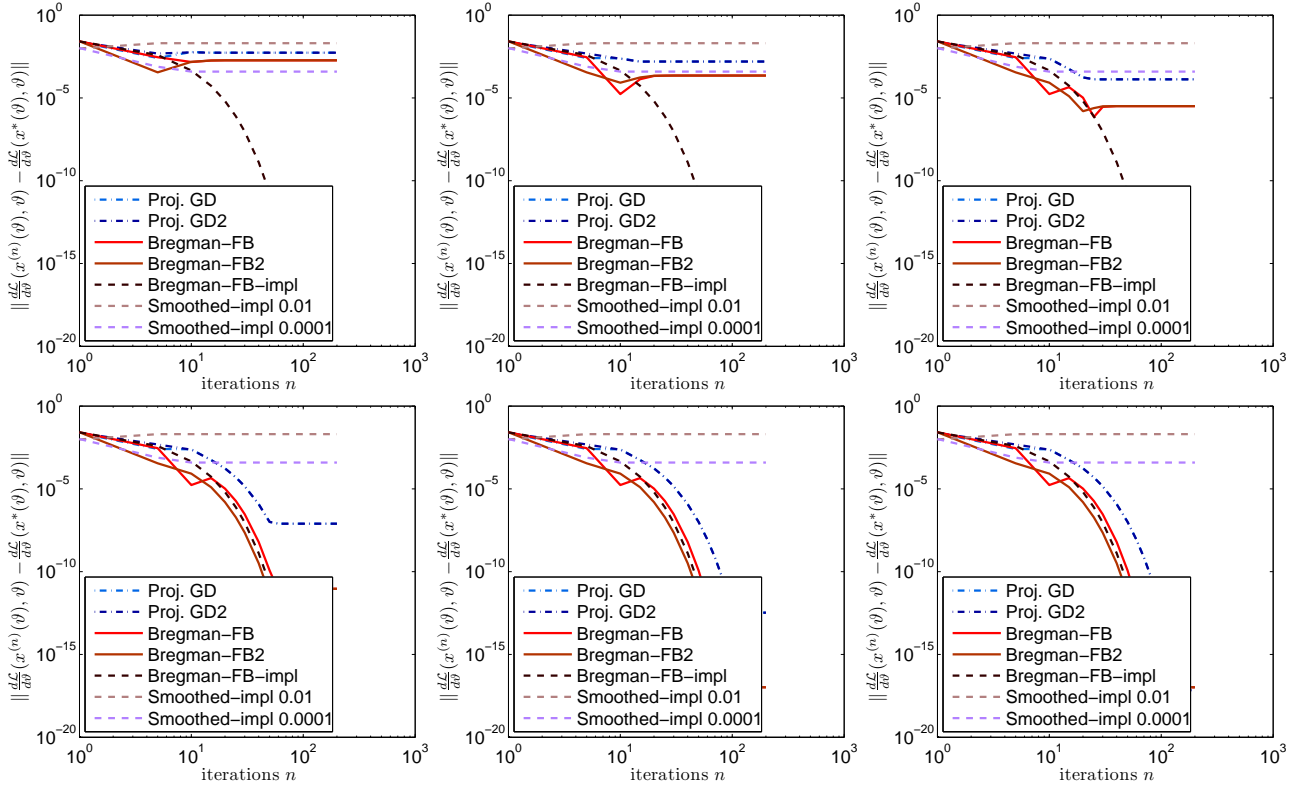 10^0
10^{-5}
10^{-10}
10^{-15}
10^{-20}
‖ dℒ/dϑ (x^{(n)}(ϑ), ϑ) − dℒ/dϑ (x*(ϑ), ϑ)‖
Proj. GD
Proj. GD2
Bregman−FB
Bregman−FB2
Bregman−FB−impl
Smoothed−impl 0.01
Smoothed−impl 0.0001
10^0 10^1 10^2 10^3
iterations n
10^0
10^{-5}
10^{-10}
10^{-15}
10^{-20}
‖ dℒ/dϑ (x^{(n)}(ϑ), ϑ) − dℒ/dϑ (x*(ϑ), ϑ)‖
Proj. GD
Proj. GD2
Bregman−FB
Bregman−FB2
Bregman−FB−impl
Smoothed−impl 0.01
Smoothed−impl 0.0001
10^0 10^1 10^2 10^3
iterations n
10^0
10^{-5}
10^{-10}
10^{-15}
10^{-20}
‖ dℒ/dϑ (x^{(n)}(ϑ), ϑ) − dℒ/dϑ (x*(ϑ), ϑ)‖
Proj. GD
Proj. GD2
Bregman−FB
Bregman−FB2
Bregman−FB−impl
Smoothed−impl 0.01
Smoothed−impl 0.0001
10^0 10^1 10^2 10^3
iterations n
10^0
10^{-5}
10^{-10}
10^{-15}
10^{-20}
‖ dℒ/dϑ (x^{(n)}(ϑ), ϑ) − dℒ/dϑ (x*(ϑ), ϑ)‖
Proj. GD
Proj. GD2
Bregman−FB
Bregman−FB2
Bregman−FB−impl
Smoothed−impl 0.01
Smoothed−impl 0.0001
10^0 10^1 10^2 10^3
iterations n
10^0
10^{-5}
10^{-10}
10^{-15}
10^{-20}
‖ dℒ/dϑ (x^{(n)}(ϑ), ϑ) − dℒ/dϑ (x*(ϑ), ϑ)‖
Proj. GD
Proj. GD2
Bregman−FB
Bregman−FB2
Bregman−FB−impl
Smoothed−impl 0.01
Smoothed−impl 0.0001
10^0 10^1 10^2 10^3
iterations n
10^0
10^{-5}
10^{-10}
10^{-15}
10^{-20}
‖ dℒ/dϑ (x^{(n)}(ϑ), ϑ) − dℒ/dϑ (x*(ϑ), ϑ)‖
Proj. GD
Proj. GD2
Bregman−FB
Bregman−FB2
Bregman−FB−impl
Smoothed−impl 0.01
Smoothed−impl 0.0001
10^0 10^1 10^2 10^3
iterations n